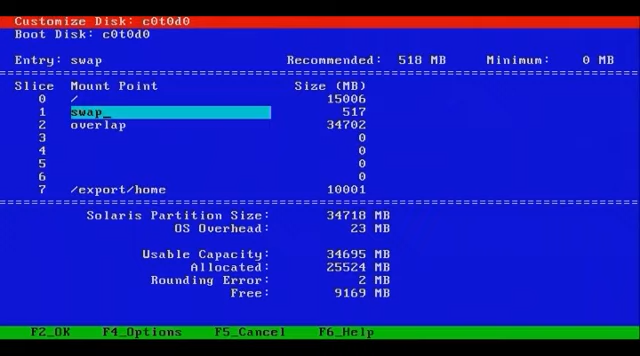 Customize Disk: c0t0d0
Boot Disk: c0t0d0
Entry: swap Recommended: 518 MB Minimum: 0 MB
================================================================================
Slice Mount Point Size (MB)
0 / 15006
1 swap_ 517
2 overlap 34702
3 0
4 0
5 0
6 0
7 /export/home 10001
================================================================================
Solaris Partition Size: 34718 MB
OS Overhead: 23 MB
Usable Capacity: 34695 MB
Allocated: 25524 MB
Rounding Error: 2 MB
Free: 9169 MB
F2_OK F4_Options F5_Cancel F6_Help